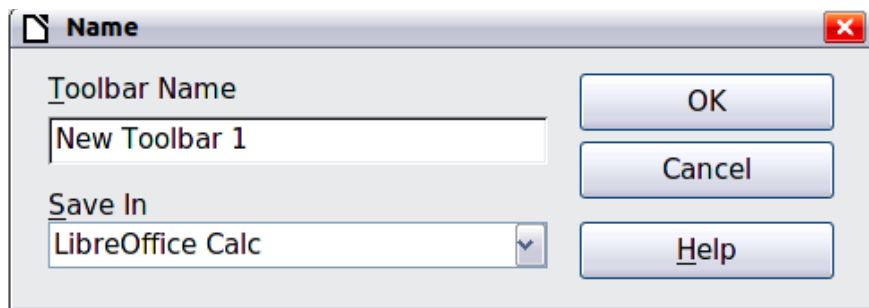 Name
Toolbar Name
New Toolbar 1
Save In
LibreOffice Calc
OK
Cancel
Help